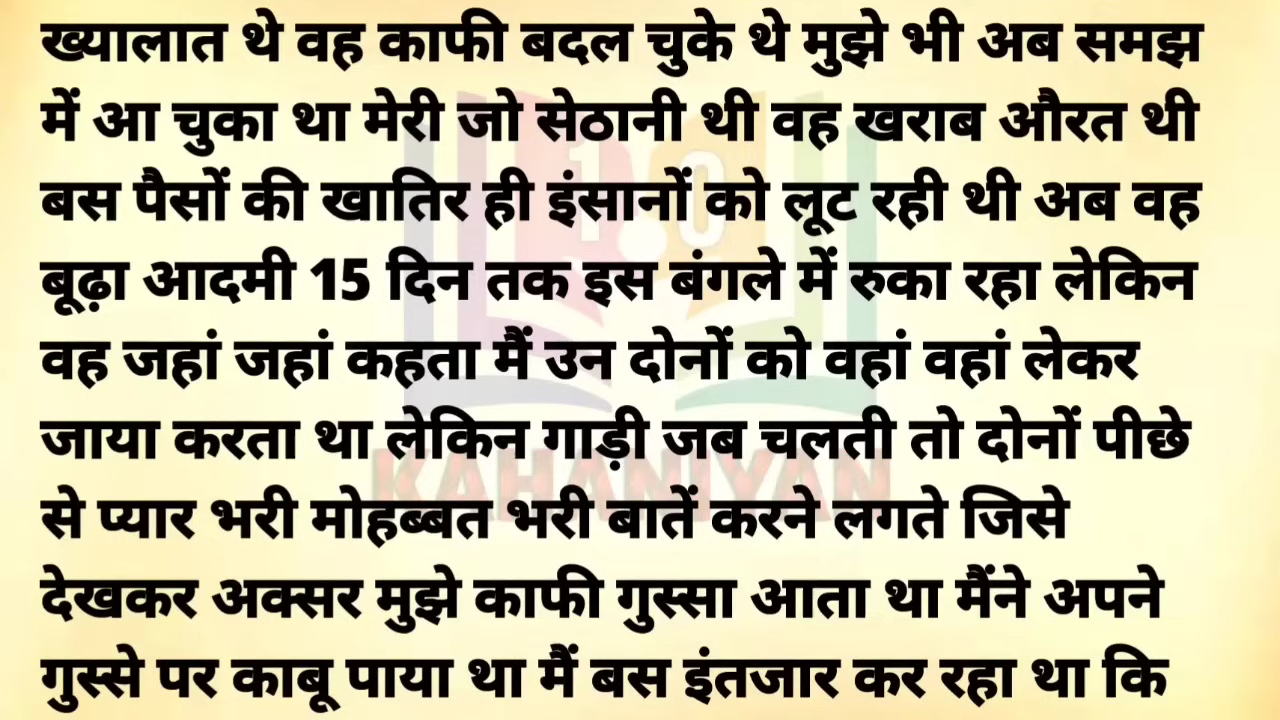 ख्यालात थे वह काफी बदल चुके थे मुझे भी अब समझ
में आ चुका था मेरी जो सेठानी थी वह खराब औरत थी
बस पैसों की खातिर ही इंसानों को लूट रही थी अब वह
बूढ़ा आदमी 15 दिन तक इस बंगले में रुका रहा लेकिन
वह जहां जहां कहता मैं उन दोनों को वहां वहां लेकर
जाया करता था लेकिन गाड़ी जब चलती तो दोनों पीछे
से प्यार भरी मोहब्बत भरी बातें करने लगते जिसे
देखकर अक्सर मुझे काफी गुस्सा आता था मैंने अपने
गुस्से पर काबू पाया था मैं बस इंतजार कर रहा था कि
10
KAHANIYAN